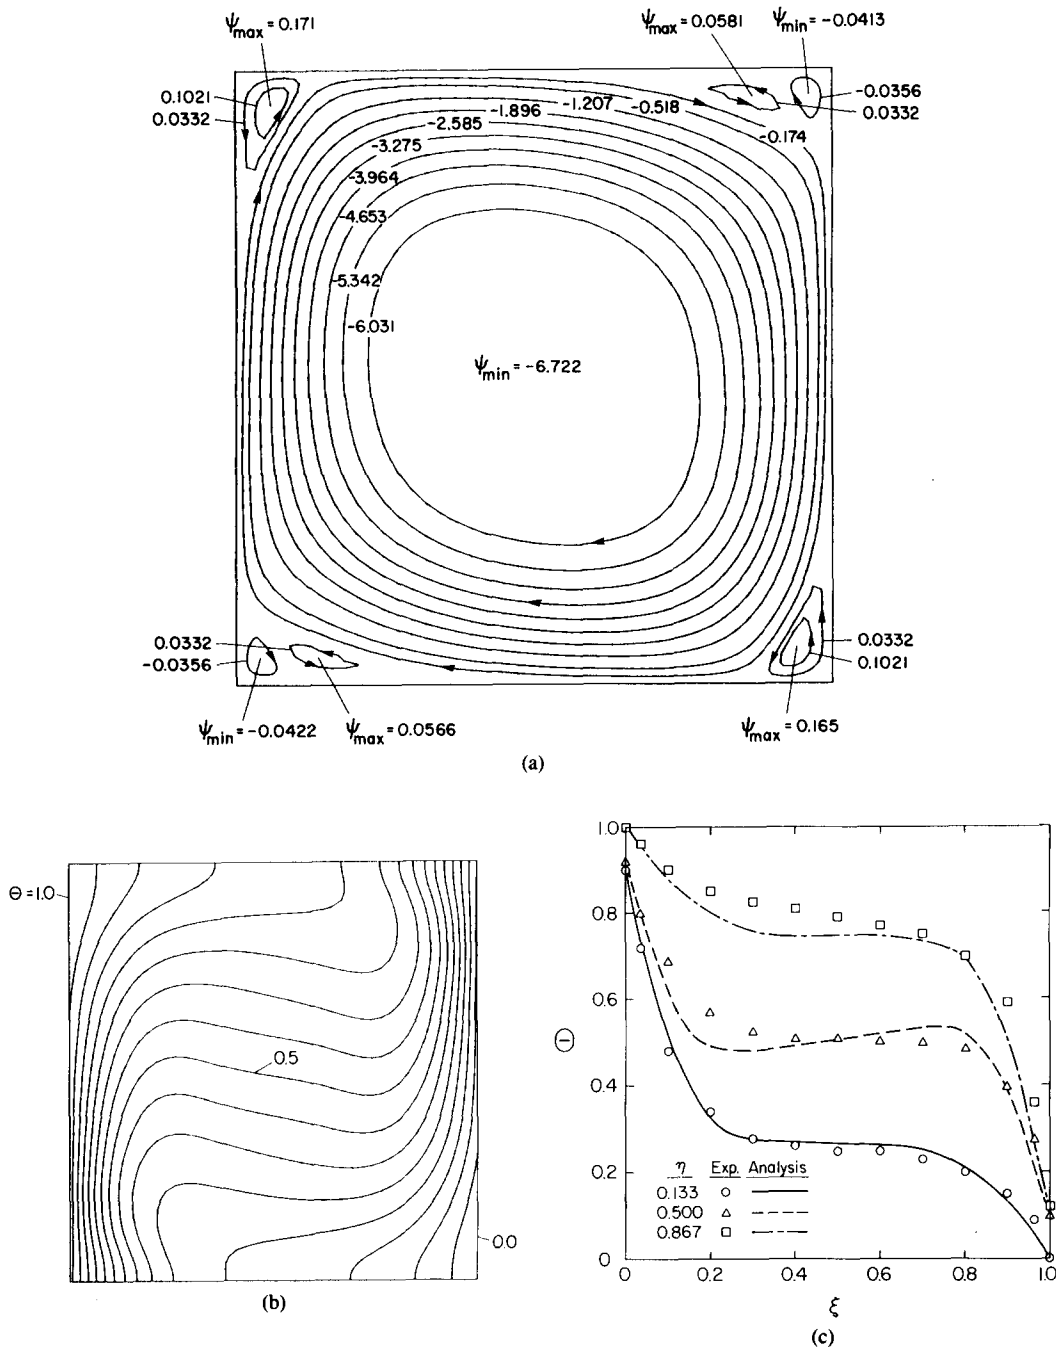 ψmax = 0.171
ψmax = 0.0581
ψmin = -0.0413
0.1021
0.0332
-0.0356
0.0332
-1.207
-0.518
-1.896
-0.174
-2.585
-3.275
-3.964
-4.653
-5.342
-6.031
ψmin = -6.722
0.0332
-0.0356
0.0332
0.1021
ψmin = -0.0422
ψmax = 0.0566
ψmax = 0.165
(a)
Θ = 1.0
0.5
0.0
(b)
1.0
0.8
0.6
Θ
0.4
0.2
0
η Exp. Analysis
0.133
0.500
0.867
0 0.2 0.4 0.6 0.8 1.0
ξ
(c)